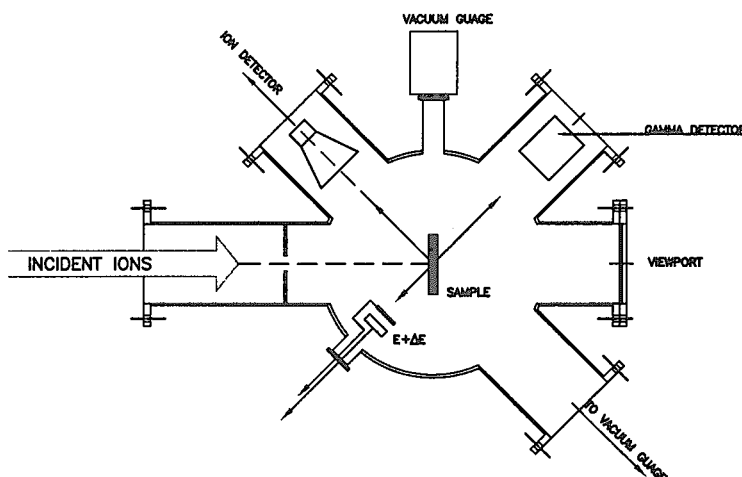 VACUUM GUAGE
ION DETECTOR
GAMMA DETECTOR
INCIDENT IONS
VIEWPORT
SAMPLE
E+ΔE
TO VACUUM GUAGE